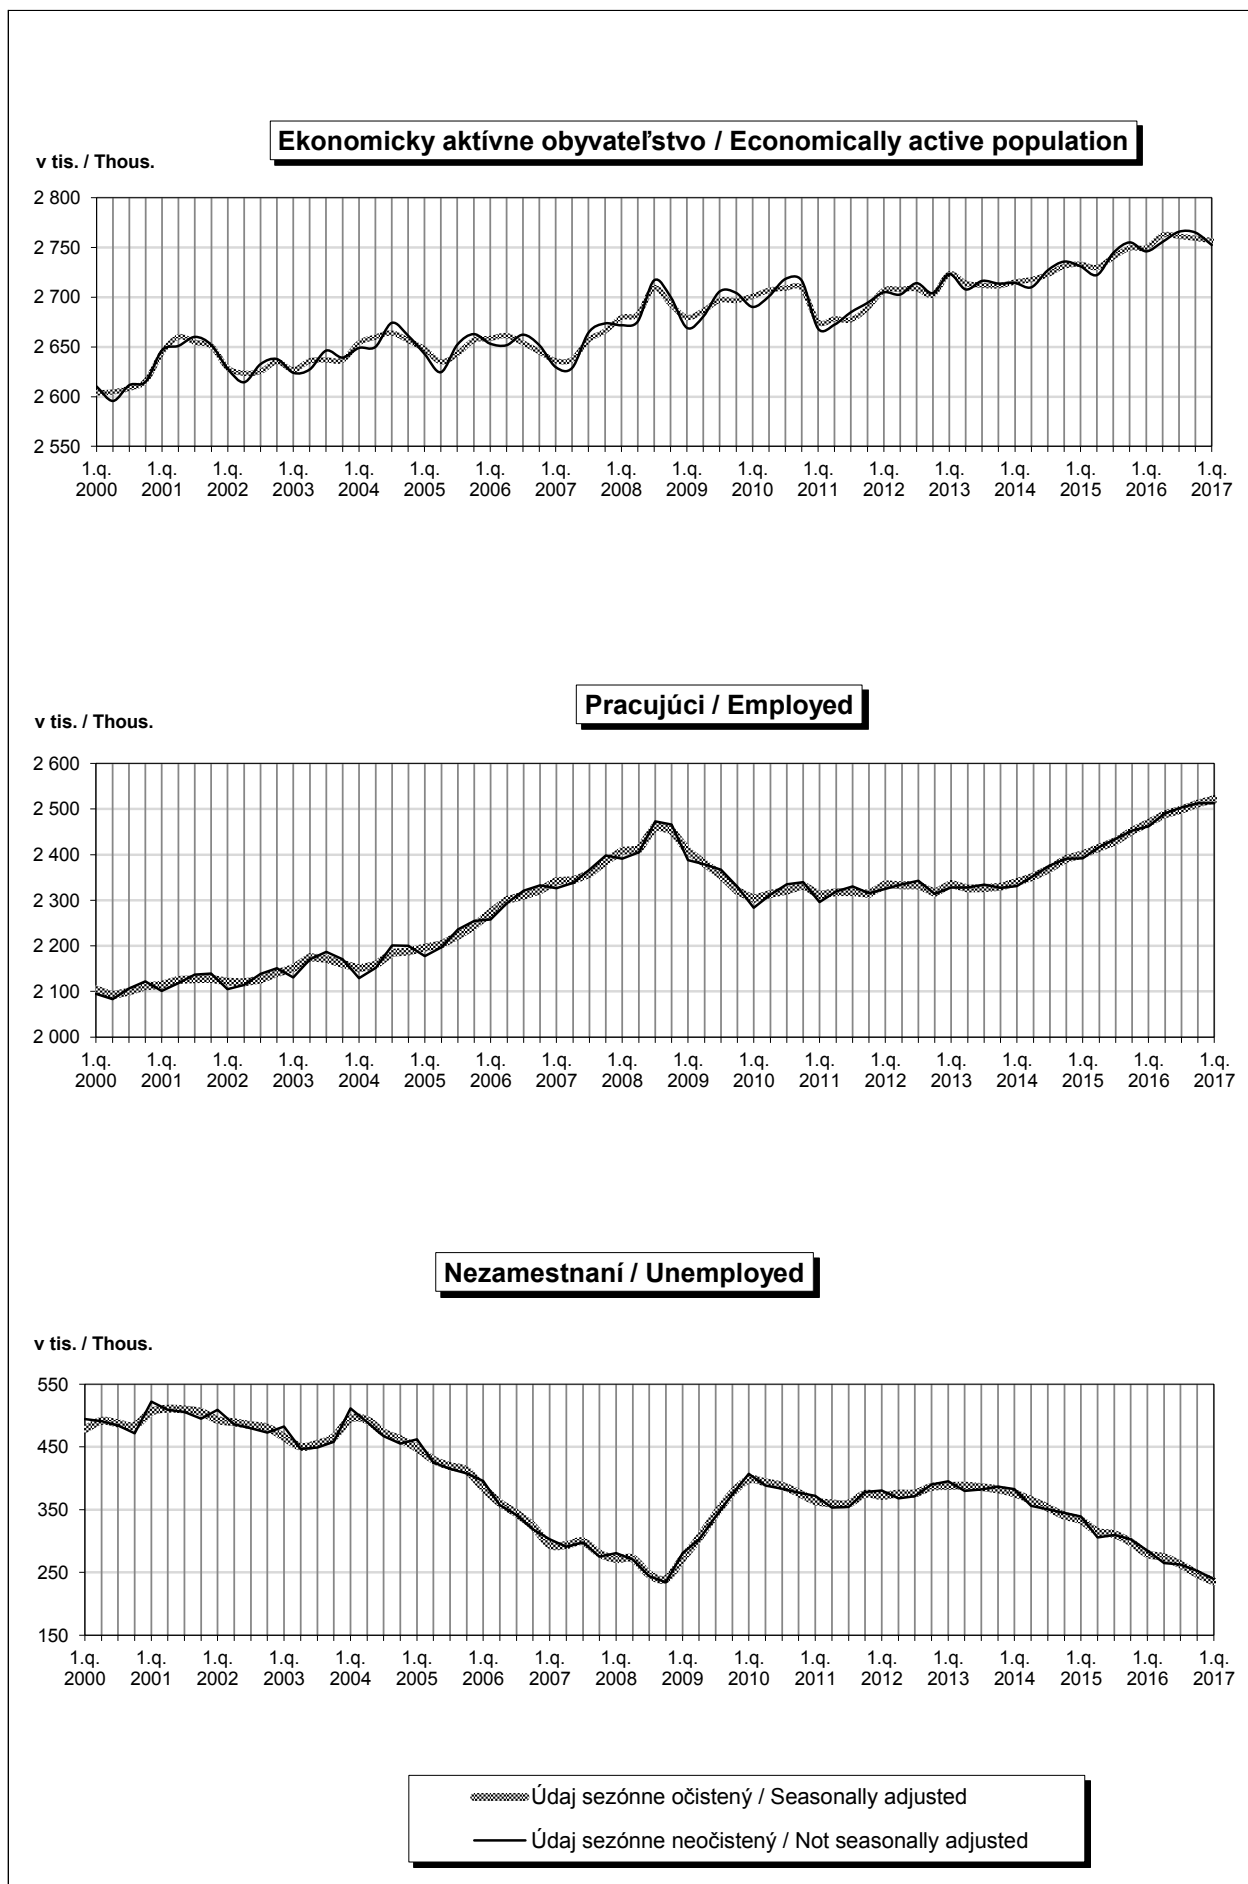 Ekonomicky aktívne obyvateľstvo / Economically active population
v tis. / Thous.
2 800
2 750
2 700
2 650
2 600
2 550
1.q. 1.q. 1.q. 1.q. 1.q. 1.q. 1.q. 1.q. 1.q. 1.q. 1.q. 1.q. 1.q. 1.q. 1.q. 1.q. 1.q. 1.q.
2000 2001 2002 2003 2004 2005 2006 2007 2008 2009 2010 2011 2012 2013 2014 2015 2016 2017
Pracujúci / Employed
v tis. / Thous.
2 600
2 500
2 400
2 300
2 200
2 100
2 000
1.q. 1.q. 1.q. 1.q. 1.q. 1.q. 1.q. 1.q. 1.q. 1.q. 1.q. 1.q. 1.q. 1.q. 1.q. 1.q. 1.q. 1.q.
2000 2001 2002 2003 2004 2005 2006 2007 2008 2009 2010 2011 2012 2013 2014 2015 2016 2017
Nezamestnaní / Unemployed
v tis. / Thous.
550
450
350
250
150
1.q. 1.q. 1.q. 1.q. 1.q. 1.q. 1.q. 1.q. 1.q. 1.q. 1.q. 1.q. 1.q. 1.q. 1.q. 1.q. 1.q. 1.q.
2000 2001 2002 2003 2004 2005 2006 2007 2008 2009 2010 2011 2012 2013 2014 2015 2016 2017
Údaj sezónne očistený / Seasonally adjusted
Údaj sezónne neočistený / Not seasonally adjusted